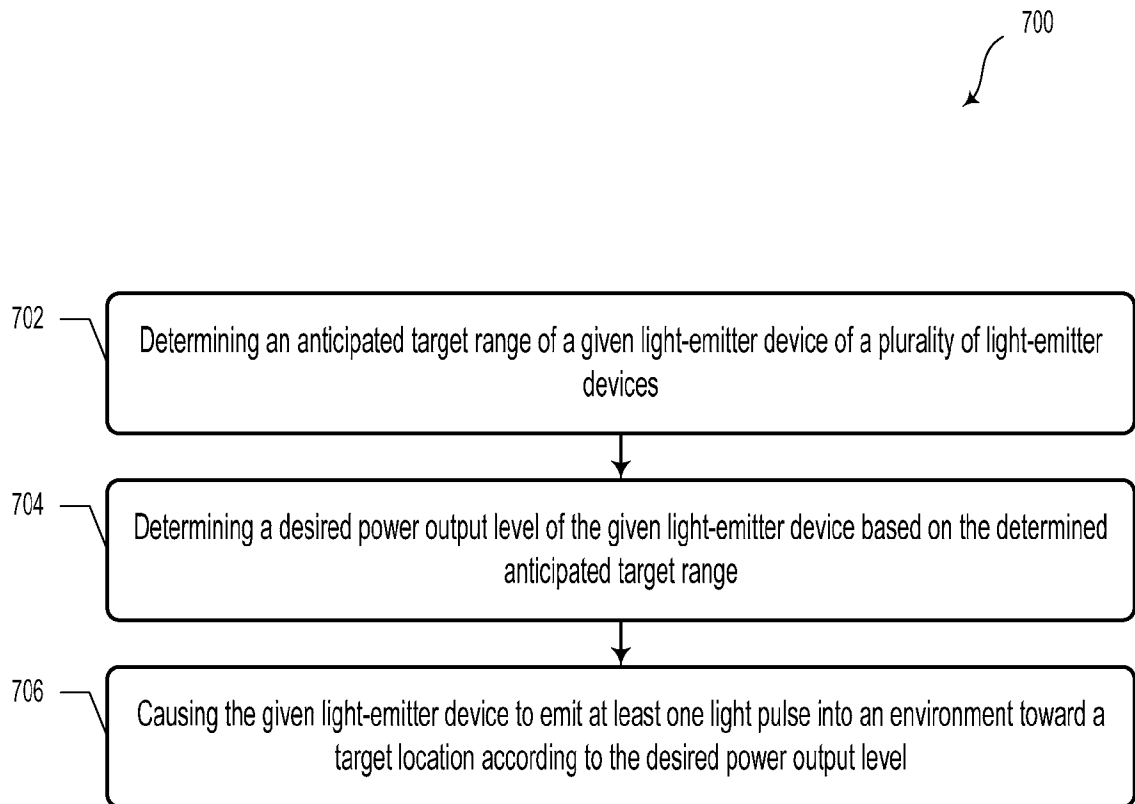 700
702
Determining an anticipated target range of a given light-emitter device of a plurality of light-emitter
devices
704
Determining a desired power output level of the given light-emitter device based on the determined
anticipated target range
706
Causing the given light-emitter device to emit at least one light pulse into an environment toward a
target location according to the desired power output level